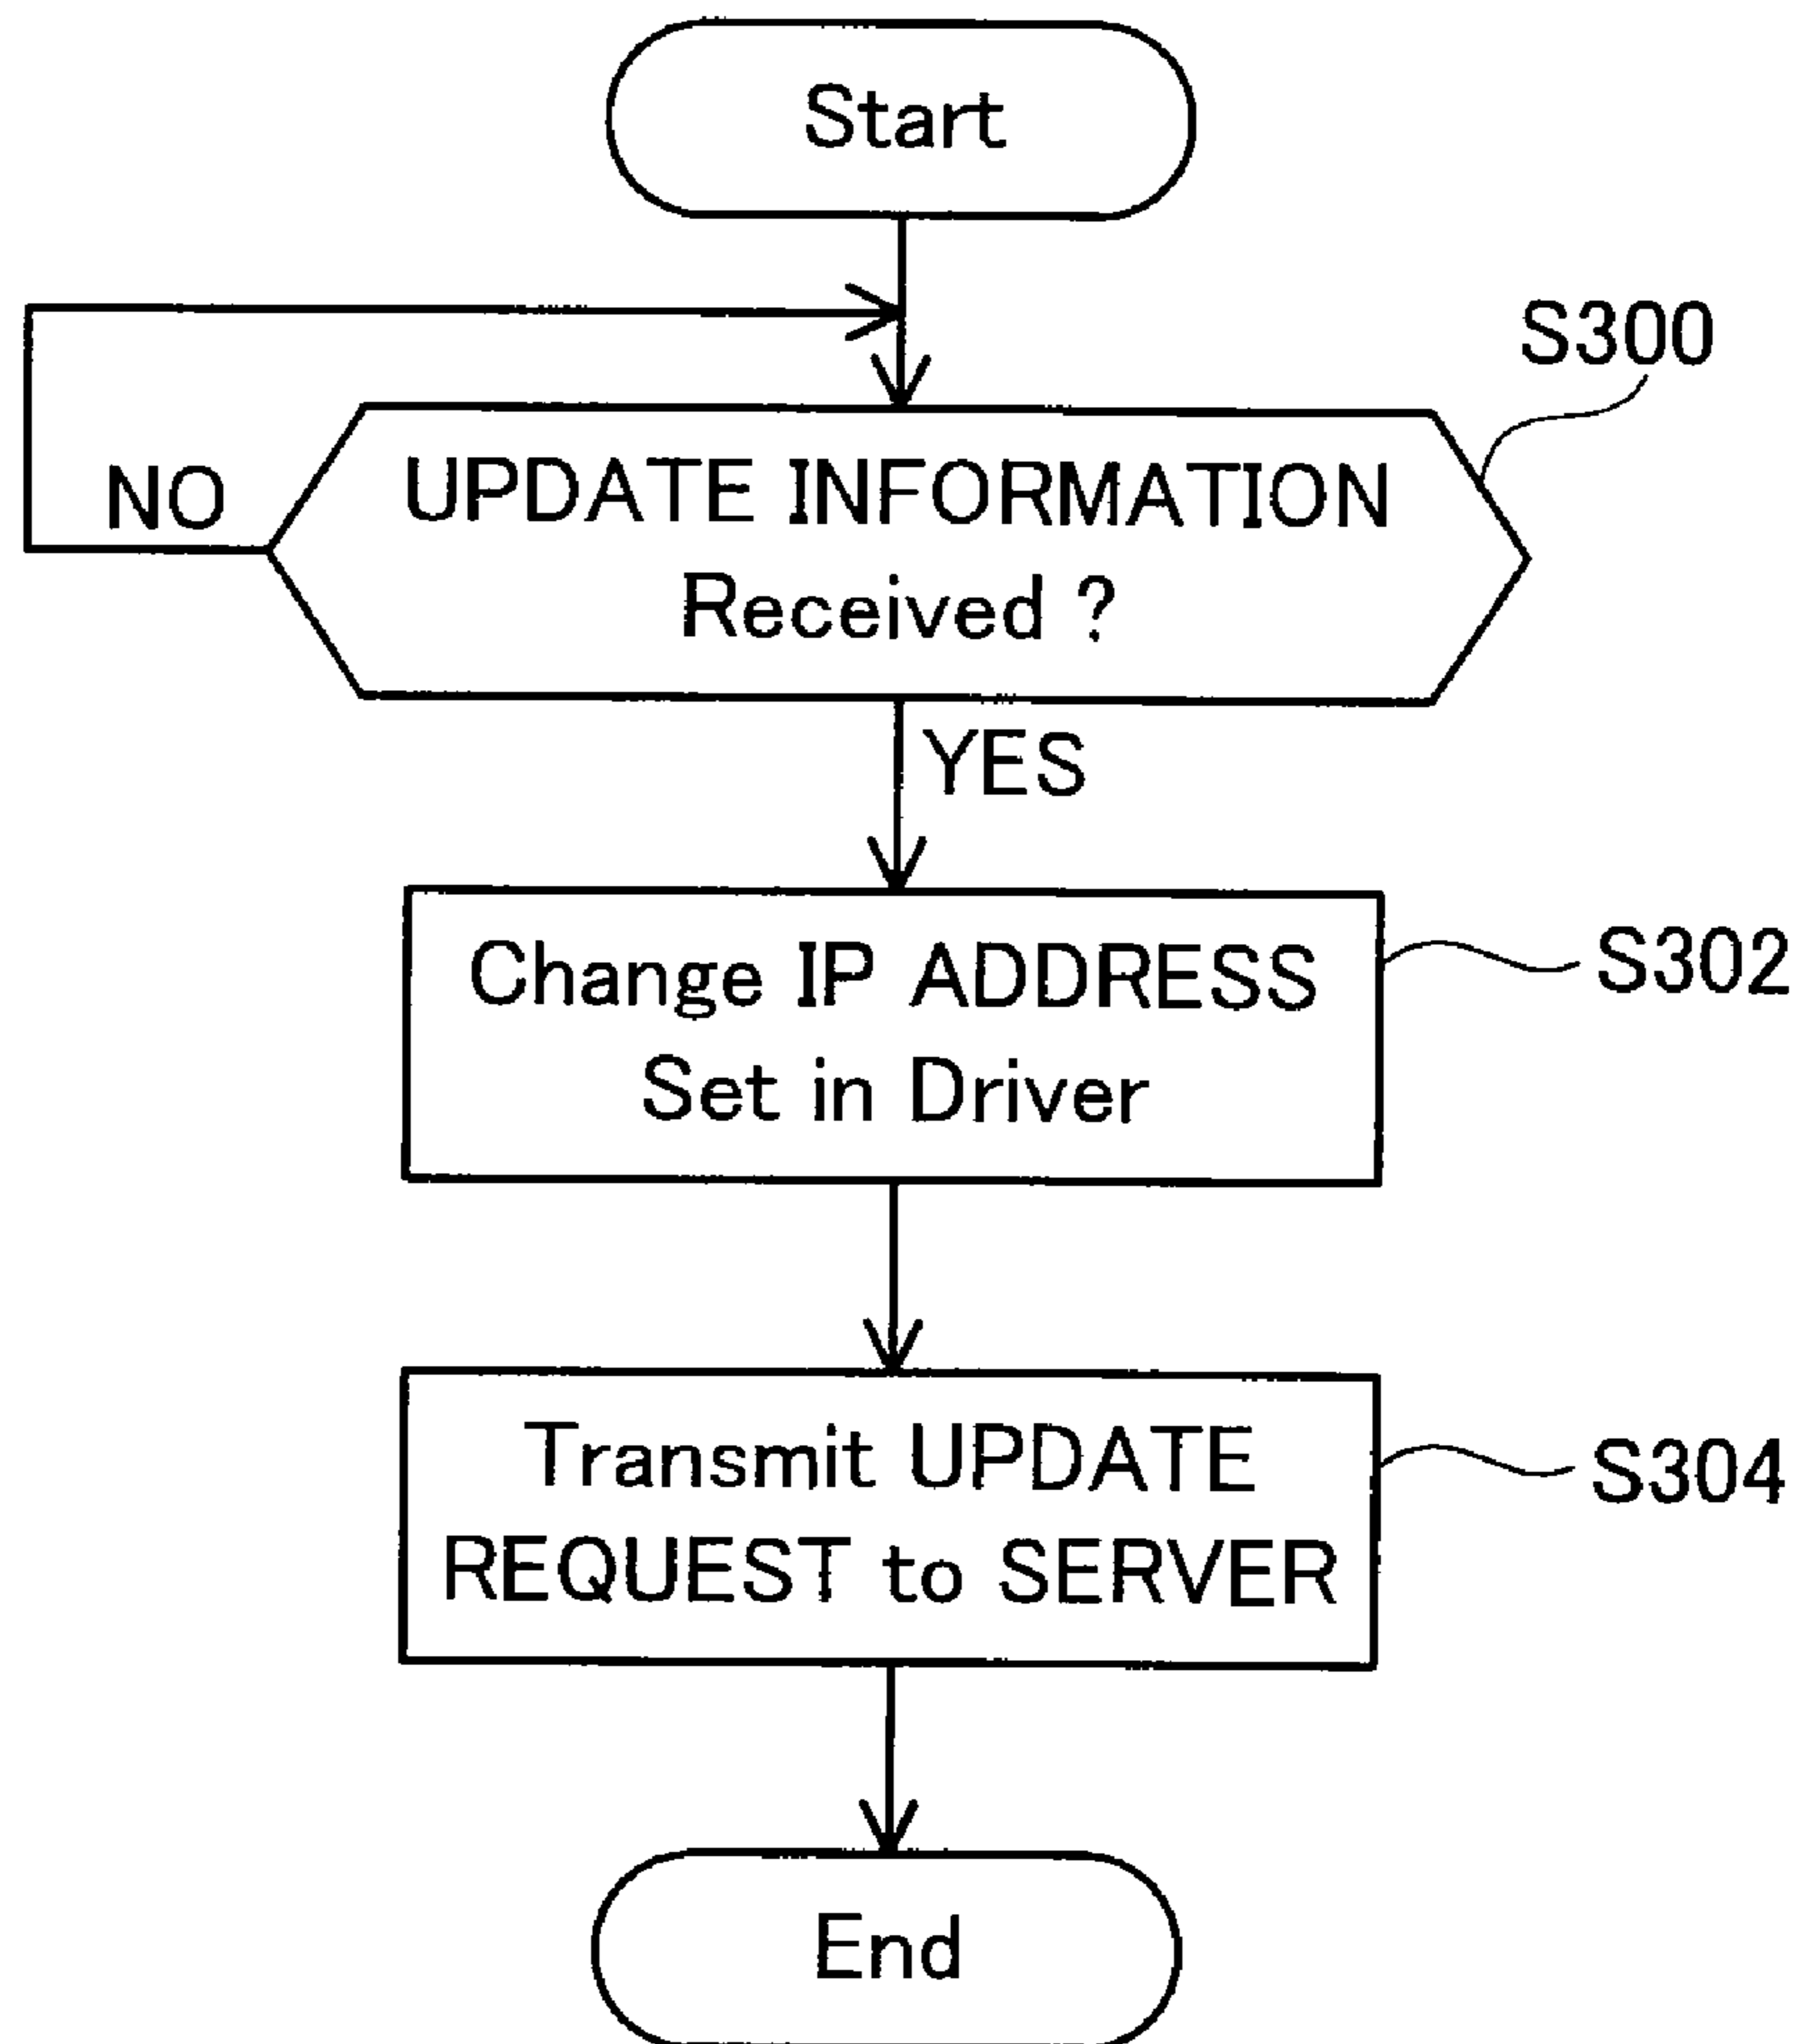 Start
S300
NO
UPDATE INFORMATION
Received ?
YES
Change IP ADDRESS
Set in Driver
S302
Transmit UPDATE
REQUEST to SERVER
S304
End